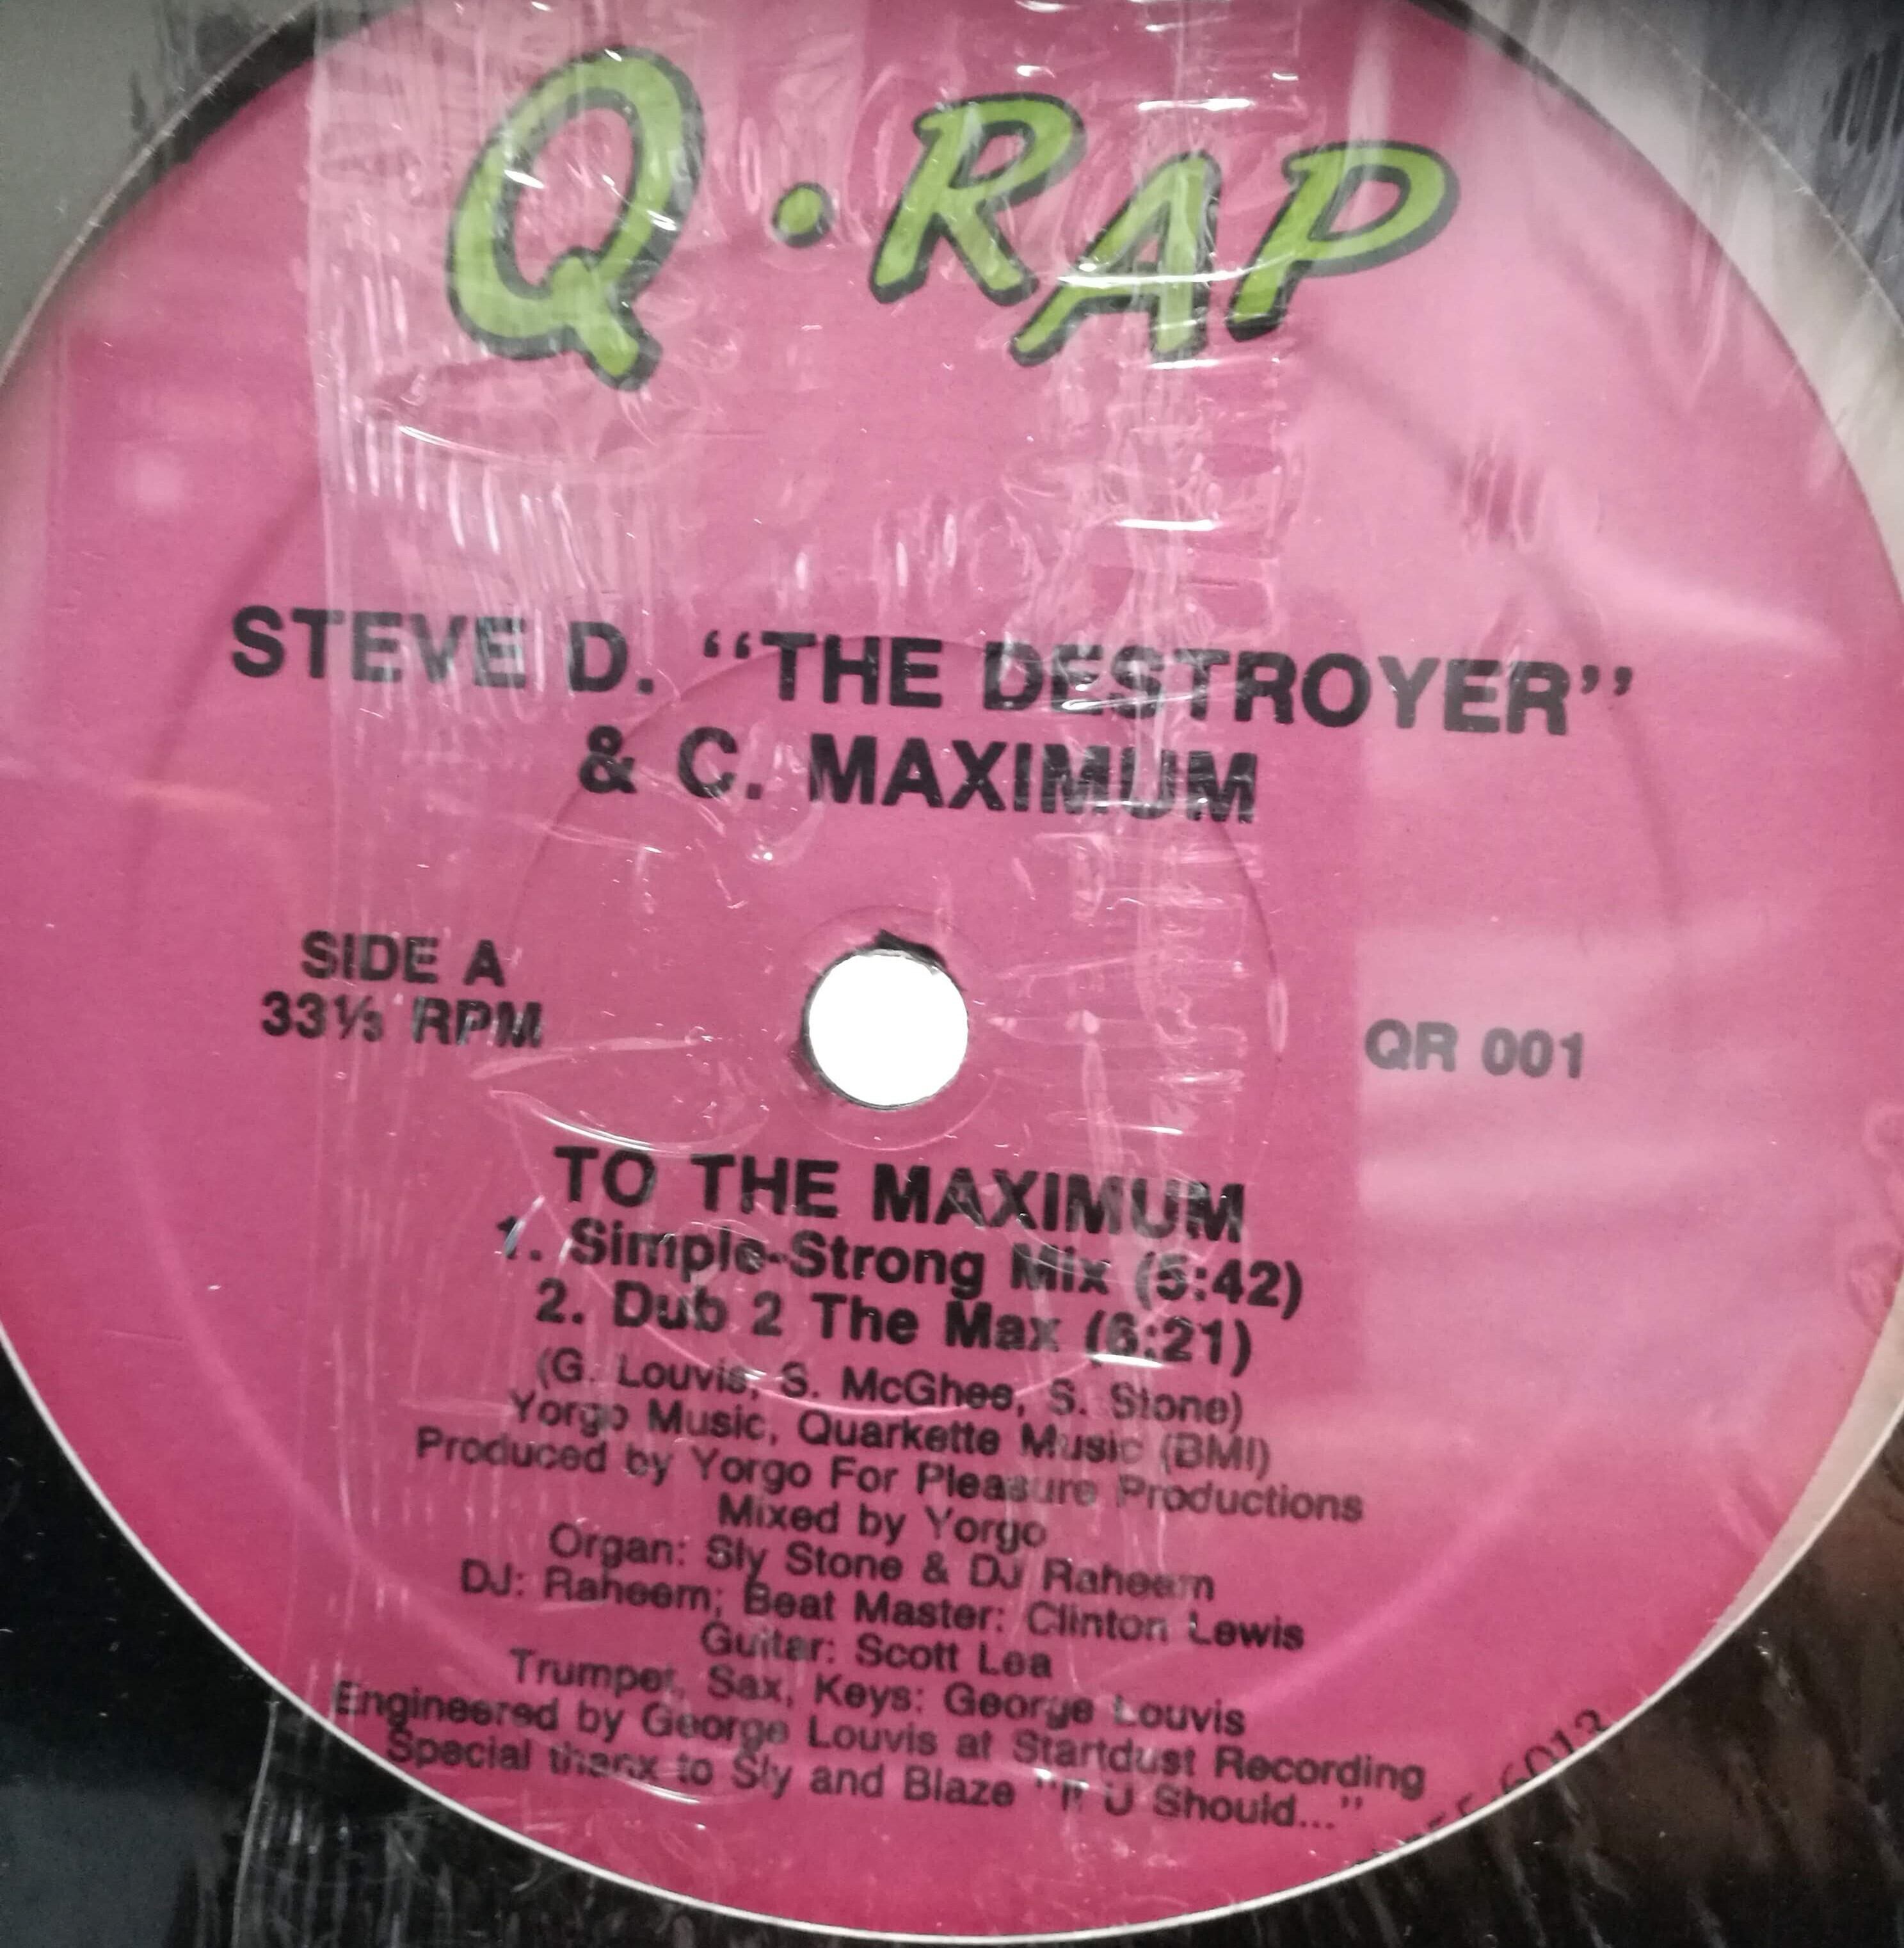 Q • RAP
STEVE D. “THE DESTROYER”
& C. MAXIMUM
SIDE A
33⅓ RPM
QR 001
TO THE MAXIMUM
1. Simple-Strong Mix (5:42)
2. Dub 2 The Max (6:21)
(G. Louvis, S. McGhee, S. Stone)
Yorgo Music, Quarkette Music (BMI)
Produced by Yorgo For Pleasure Productions
Mixed by Yorgo
Organ: Sly Stone & DJ Raheem
DJ: Raheem; Beat Master: Clinton Lewis
Guitar: Scott Lea
Trumpet, Sax, Keys: George Louvis
Engineered by George Louvis at Startdust Recording
Special thanx to Sly and Blaze “If U Should...”
6013